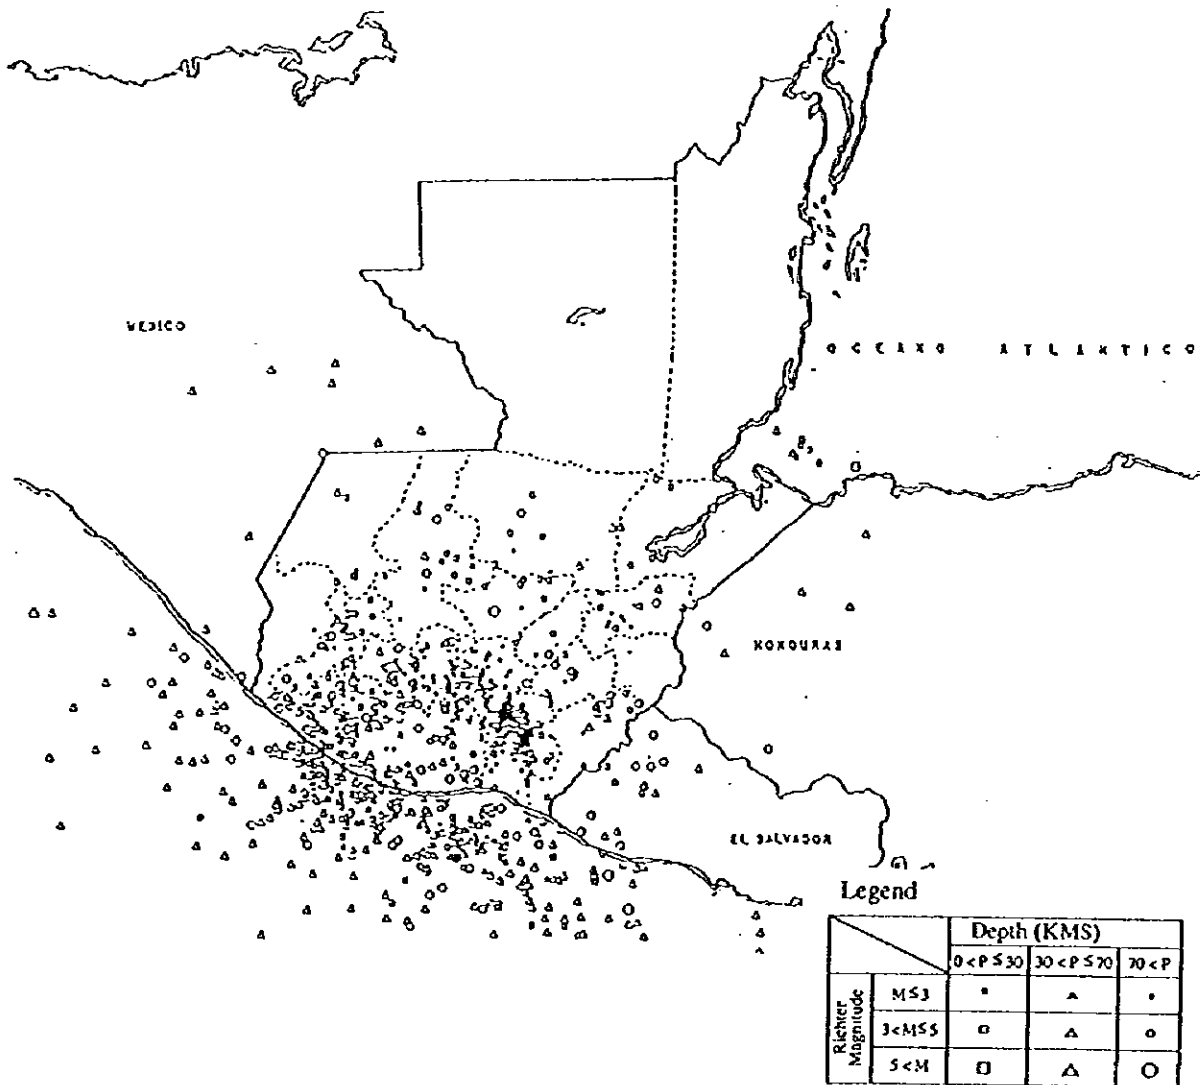 MEXICO
OCEANO ATLANTICO
HONDURAS
EL SALVADOR
Legend
Depth (KMS)
0<P≤30 30<P≤70 70<P
Richter
Magnitude
M≤3
3<M≤5
5<M